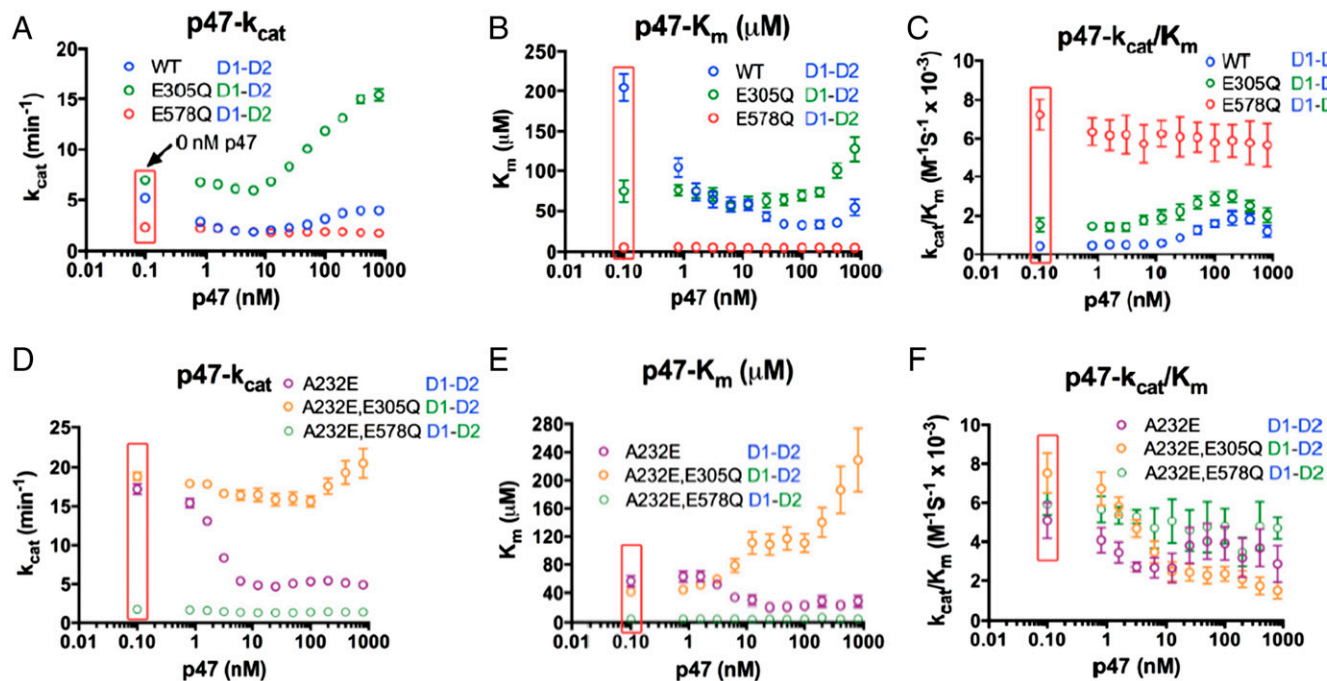 A
p47-kcat
20
15
10
5
0
kcat (min-1)
WT D1-D2
E305Q D1-D2
E578Q D1-D2
0 nM p47
0.01 0.1 1 10 100 1000
p47 (nM)
B
p47-Km (µM)
250
200
150
100
50
0
Km (µM)
WT D1-D2
E305Q D1-D2
E578Q D1-D2
0.01 0.1 1 10 100 1000
p47 (nM)
C
p47-kcat/Km
10
8
6
4
2
0
kcat/Km (M-1S-1 x 10-3)
WT D1-D
E305Q D1-D
E578Q D1-D
0.01 0.10 1 10 100 1000
p47 (nM)
D
p47-kcat
25
20
15
10
5
0
kcat (min-1)
A232E D1-D2
A232E,E305Q D1-D2
A232E,E578Q D1-D2
0.01 0.10 1 10 100 1000
p47 (nM)
E
p47-Km (µM)
280
240
200
160
120
80
40
0
Km (µM)
A232E D1-D2
A232E,E305Q D1-D2
A232E,E578Q D1-D2
0.01 0.10 1 10 100 1000
p47 (nM)
F
p47-kcat/Km
10
8
6
4
2
0
kcat/Km (M-1S-1 x 10-3)
A232E D1-D2
A232E,E305Q D1-D2
A232E,E578Q D1-D2
0.01 0.10 1 10 100 1000
p47 (nM)